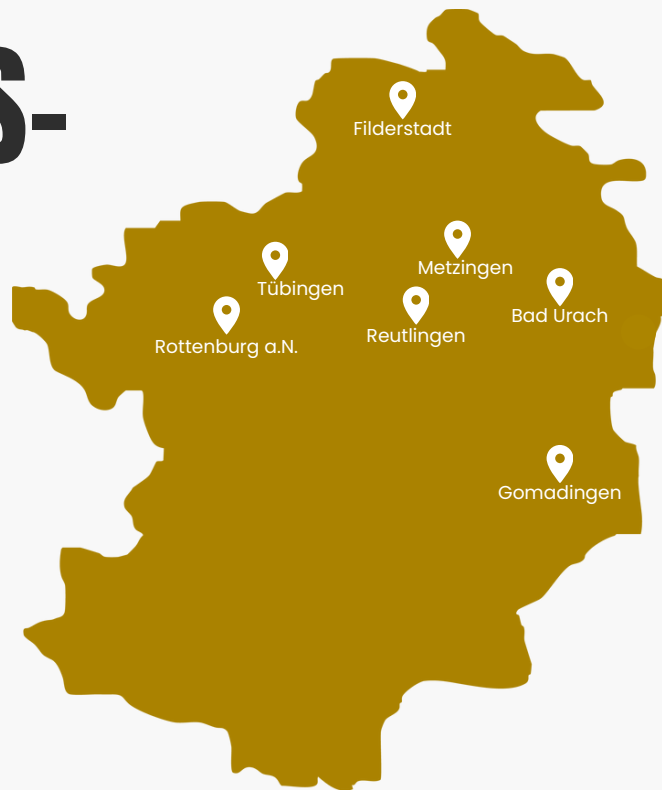 S-
Filderstadt
Metzingen
Tübingen
Bad Urach
Reutlingen
Rottenburg a.N.
Gomadingen